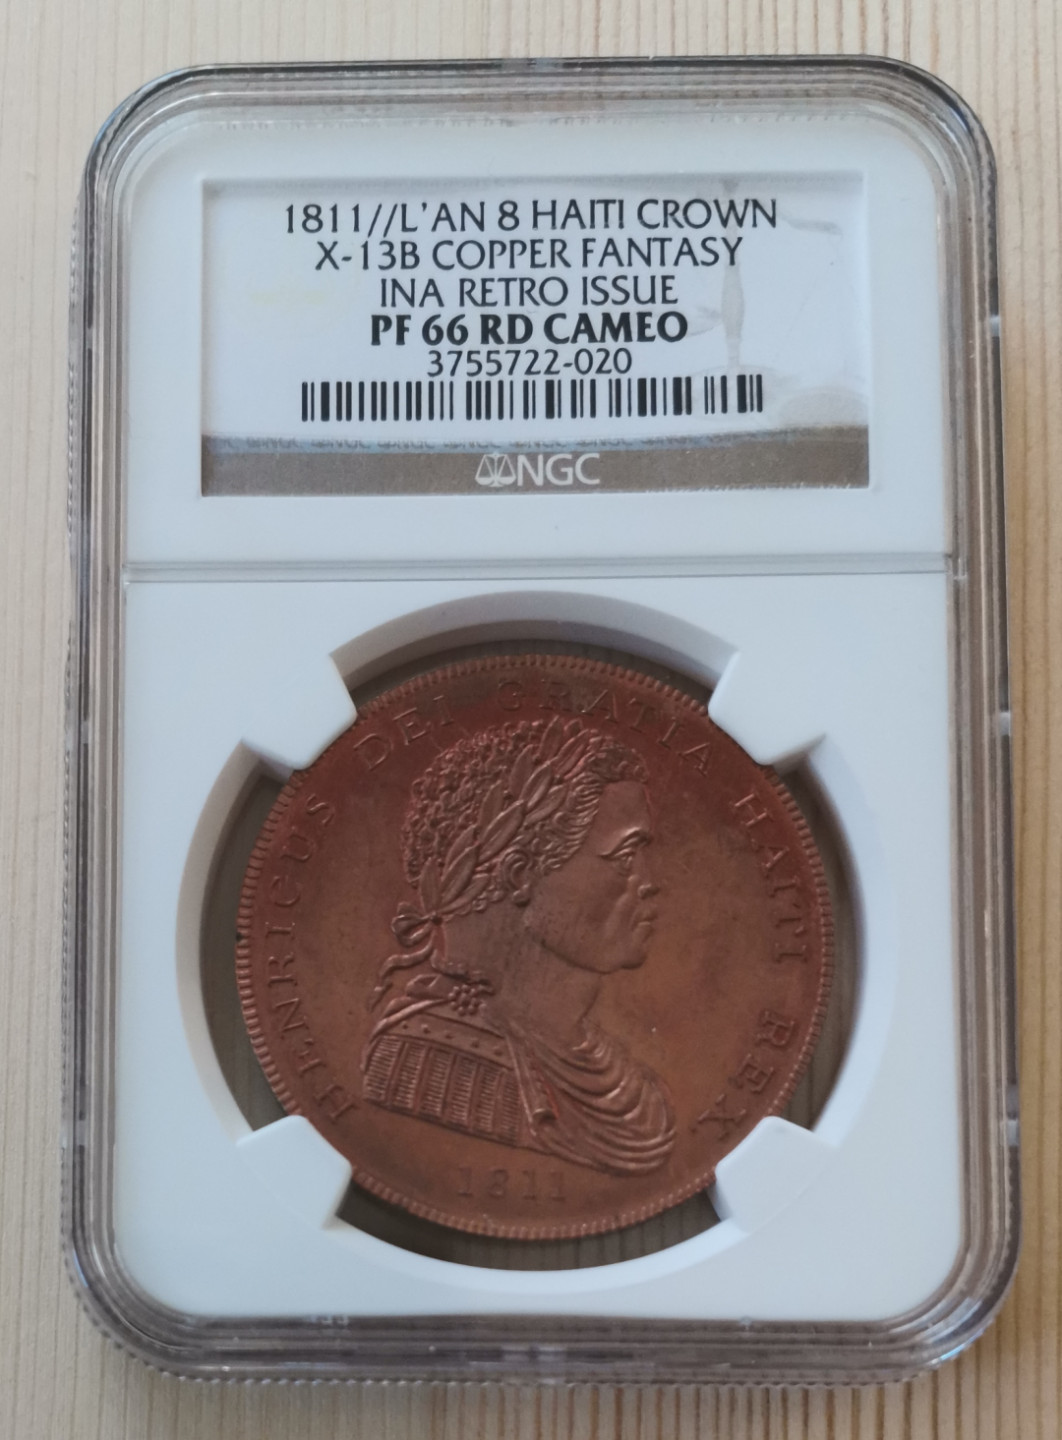 1811//L'AN 8 HAITI CROWN
X-13B COPPER FANTASY
INA RETRO ISSUE
PF 66 RD CAMEO
3755722-020
NGC
HENRICUS DEI GRATIA HAITI REX.
1811